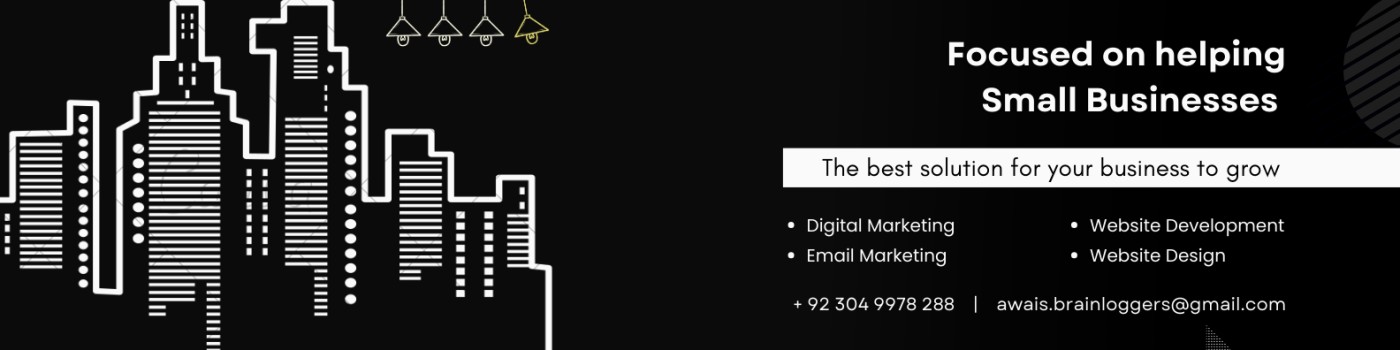 Focused on helping
Small Businesses
The best solution for your business to grow
• Digital Marketing
• Email Marketing
• Website Development
• Website Design
+ 92 304 9978 288 | awais.brainloggers@gmail.com